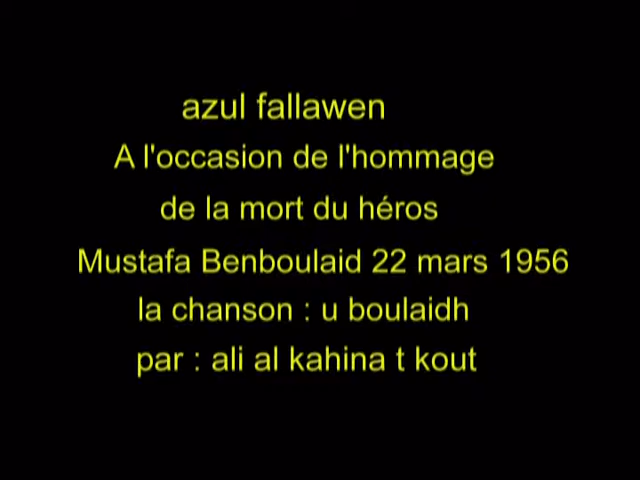 azul fallawen
A l'occasion de l'hommage
de la mort du héros
Mustafa Benboulaid 22 mars 1956
la chanson : u boulaidh
par : ali al kahina t kout